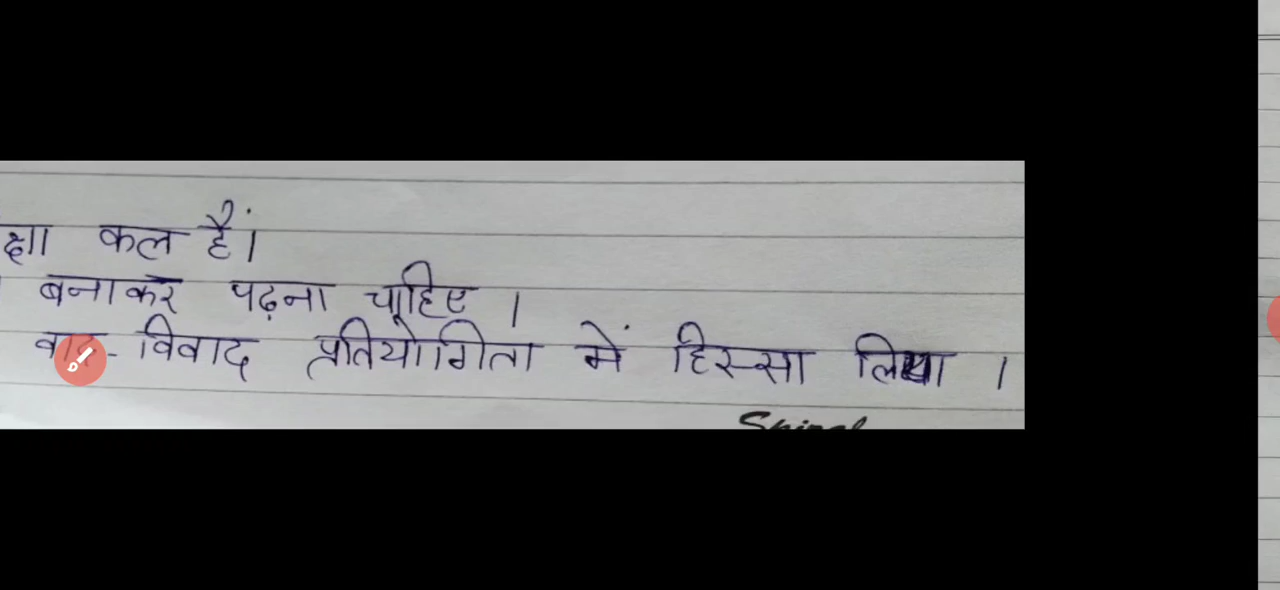 क्षा कल हैं।
बनाकर पढ़ना चाहिए ।
विवाद प्रतियोगिता में हिस्सा लिया ।